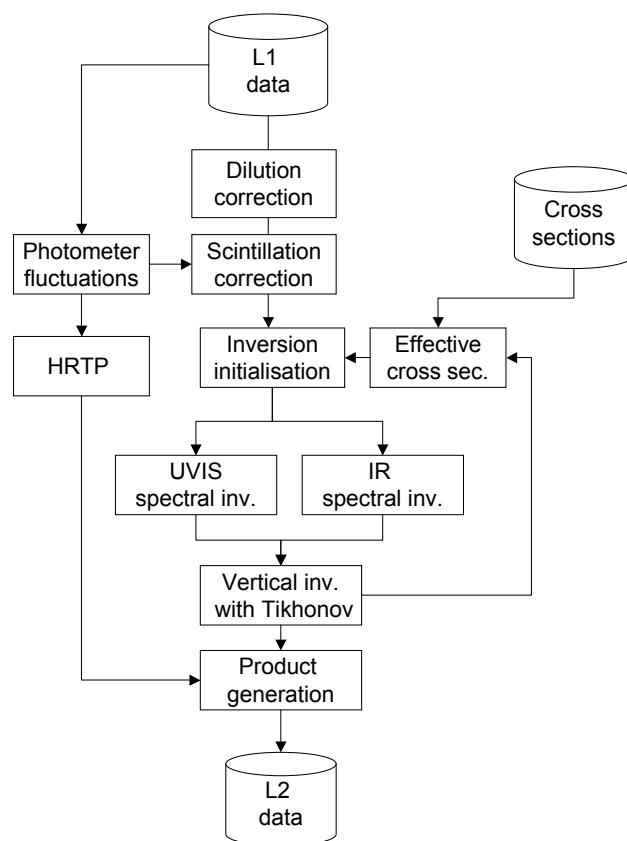 L1
data
Dilution
correction
Cross
sections
Photometer
fluctuations
Scintillation
correction
HRTP
Inversion
initialisation
Effective
cross sec.
UVIS
spectral inv.
IR
spectral inv.
Vertical inv.
with Tikhonov
Product
generation
L2
data